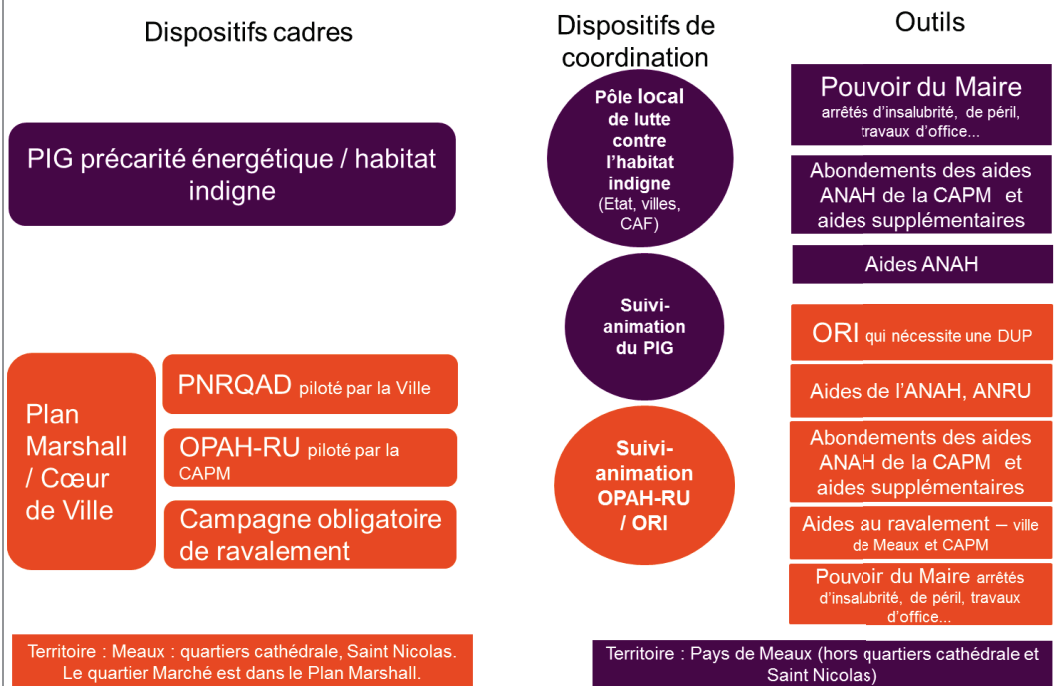 Dispositifs cadres
Dispositifs de
coordination
Outils
PIG précarité énergétique / habitat
indigne
Plan
Marshall
/ Cœur
de Ville
PNRQAD piloté par la Ville
OPAH-RU piloté par la
CAPM
Campagne obligatoire
de ravalement
Pôle local
de lutte
contre
l'habitat
indigne
(Etat, villes,
CAF)
Suivi-
animation
du PIG
Suivi-
animation
OPAH-RU
/ ORI
Pouvoir du Maire
arrêtés d'insalubrité, de péril,
travaux d'office...
Abondements des aides
ANAH de la CAPM et
aides supplémentaires
Aides ANAH
ORI qui nécessite une DUP
Aides de l'ANAH, ANRU
Abondements des aides
ANAH de la CAPM et
aides supplémentaires
Aides au ravalement – ville
de Meaux et CAPM
Pouvoir du Maire arrêtés
d'insalubrité, de péril, travaux
d'office...
Territoire : Meaux : quartiers cathédrale, Saint Nicolas.
Le quartier Marché est dans le Plan Marshall.
Territoire : Pays de Meaux (hors quartiers cathédrale et
Saint Nicolas)